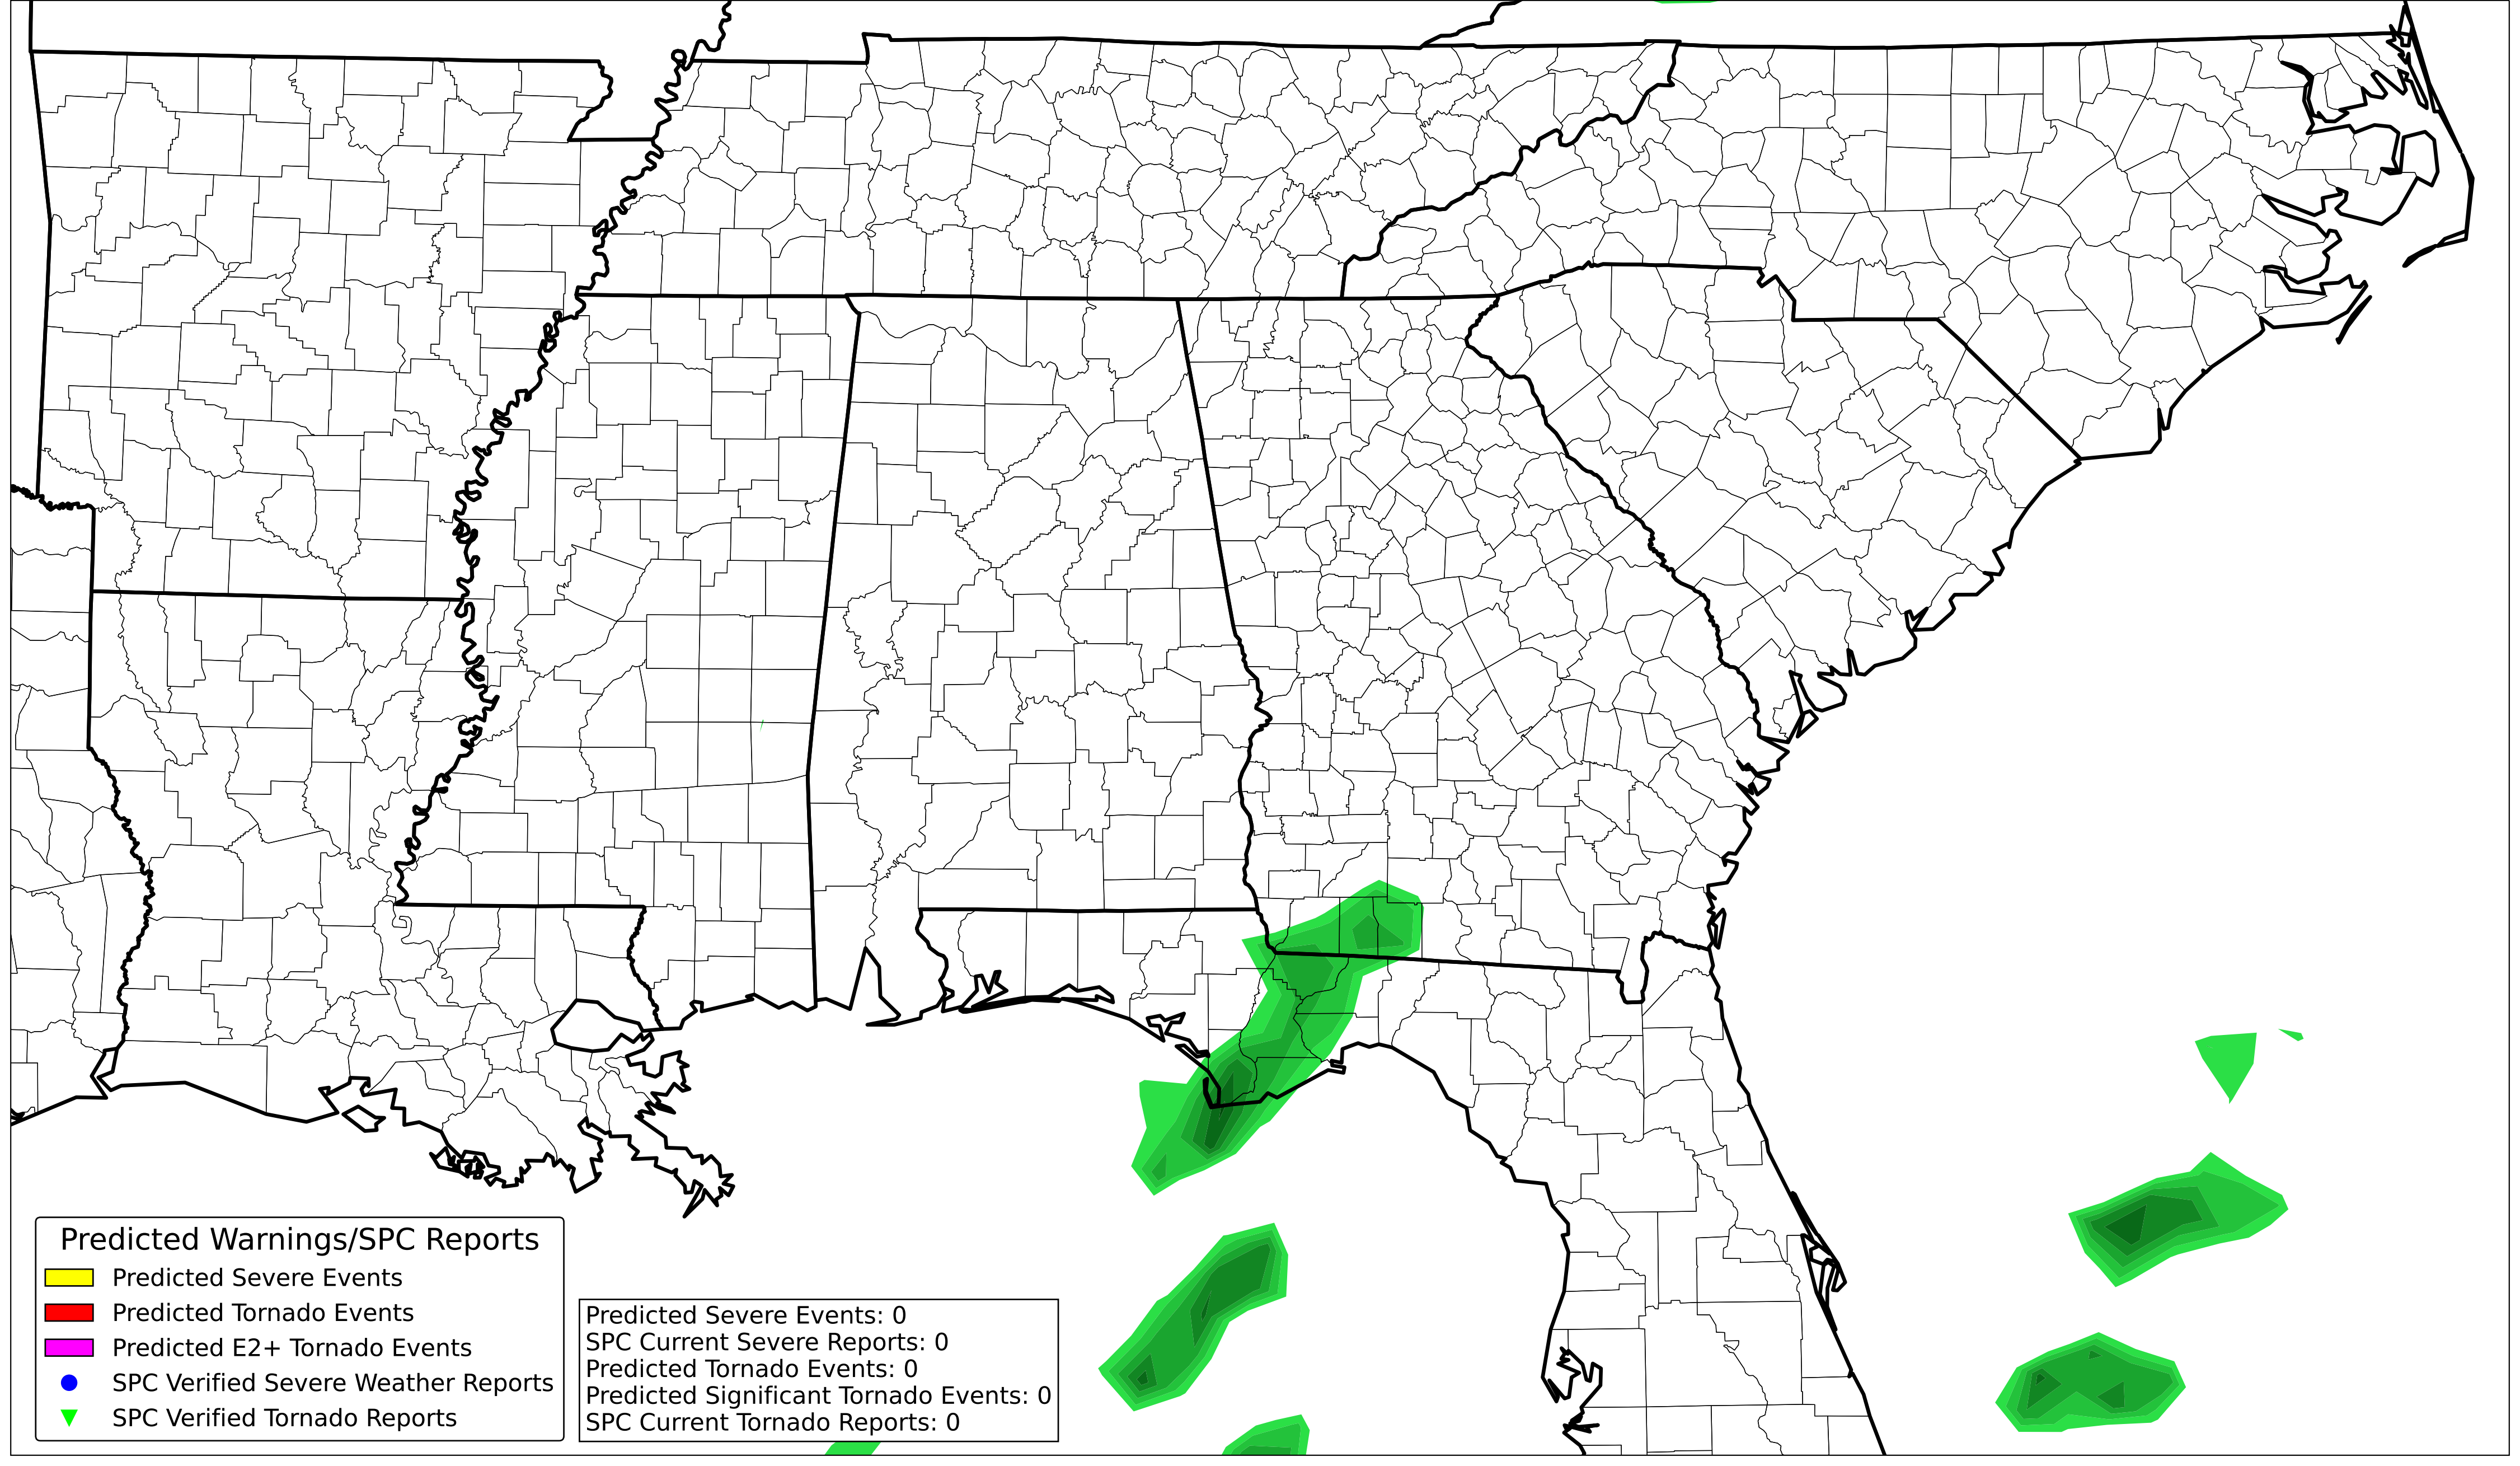 Predicted Warnings/SPC Reports
Predicted Severe Events
Predicted Tornado Events
Predicted E2+ Tornado Events
SPC Verified Severe Weather Reports
SPC Verified Tornado Reports
Predicted Severe Events: 0
SPC Current Severe Reports: 0
Predicted Tornado Events: 0
Predicted Significant Tornado Events: 0
SPC Current Tornado Reports: 0